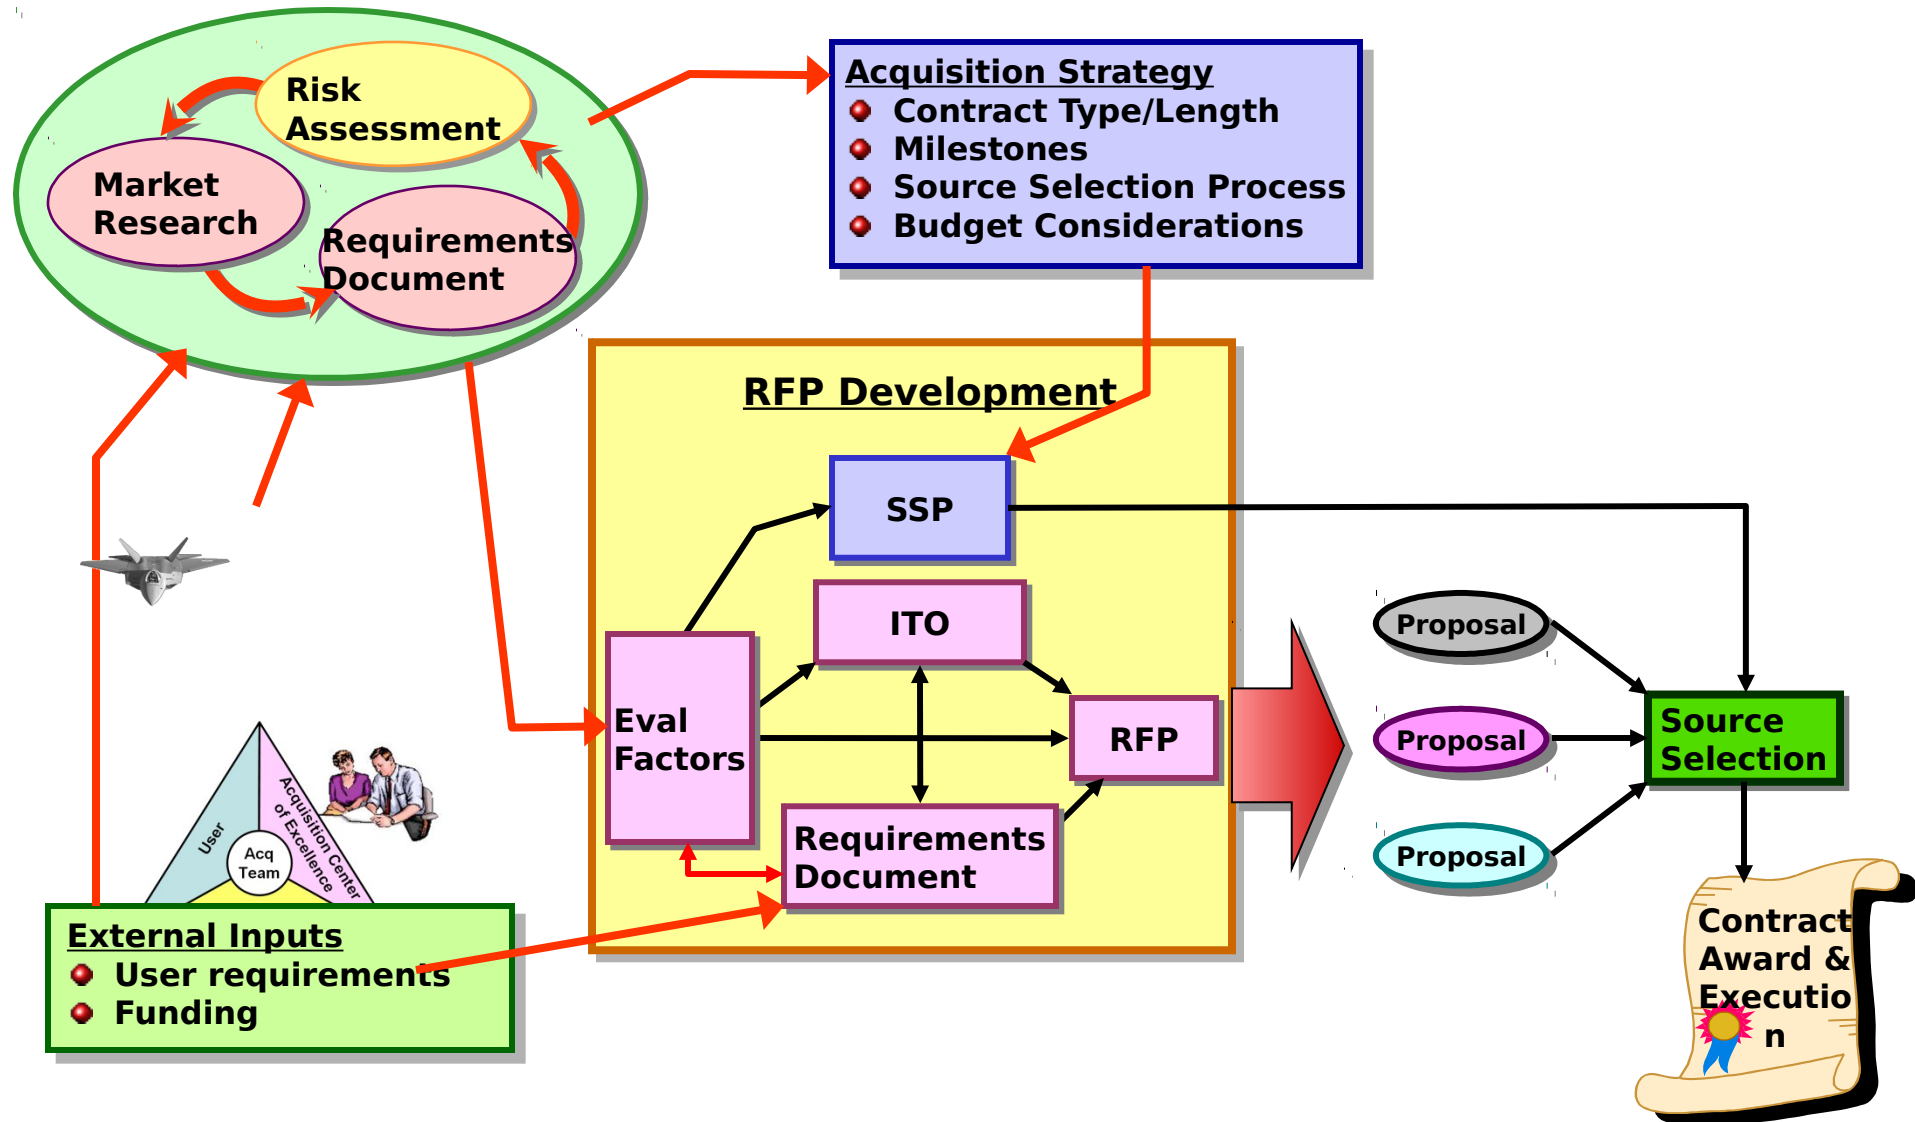 Risk
Assessment
Market
Research
Requirements
Document
Acquisition Strategy
Contract Type/Length
Milestones
Source Selection Process
Budget Considerations
RFP Development
SSP
ITO
Eval
Factors
RFP
Requirements
Document
Proposal
Proposal
Proposal
Source
Selection
Contract
Award &
Executio
n
User
Acquisition Center
of Excellence
Acq
Team
External Inputs
User requirements
Funding